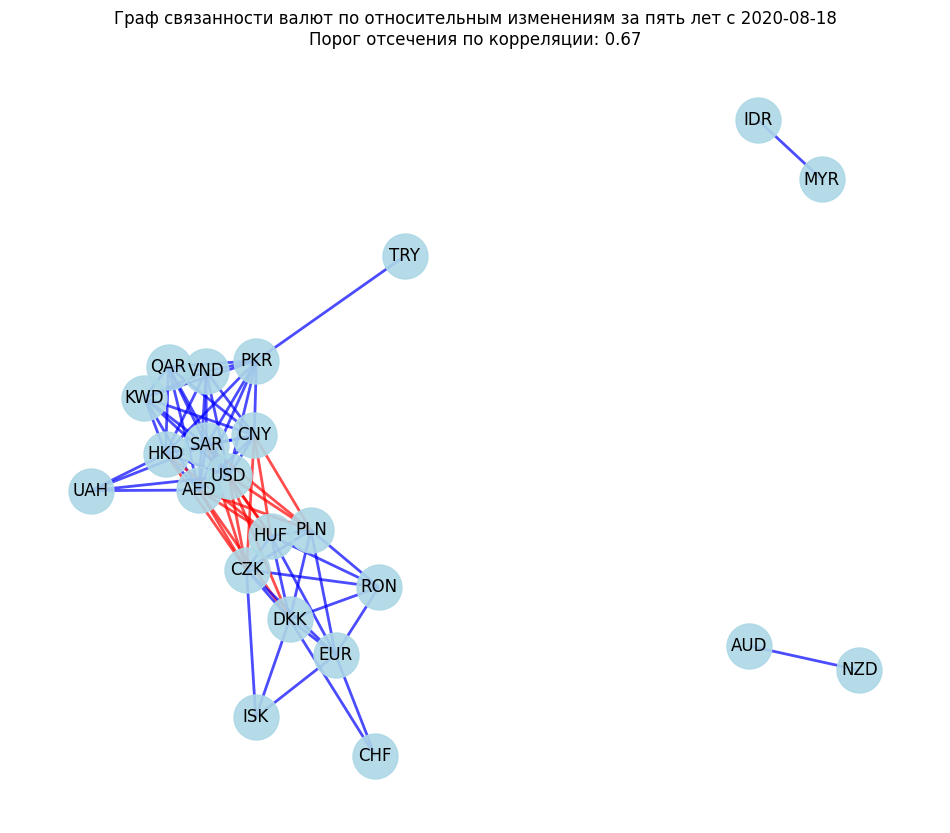 Граф связанности валют по относительным изменениям за пять лет с 2020-08-18
Порог отсечения по корреляции: 0.67
IDR
MYR
TRY
PKR
QAR
VND
KWD
CNY
SAR
HKD
USD
AED
UAH
PLN
HUF
CZK
RON
DKK
AUD
EUR
NZD
ISK
CHF